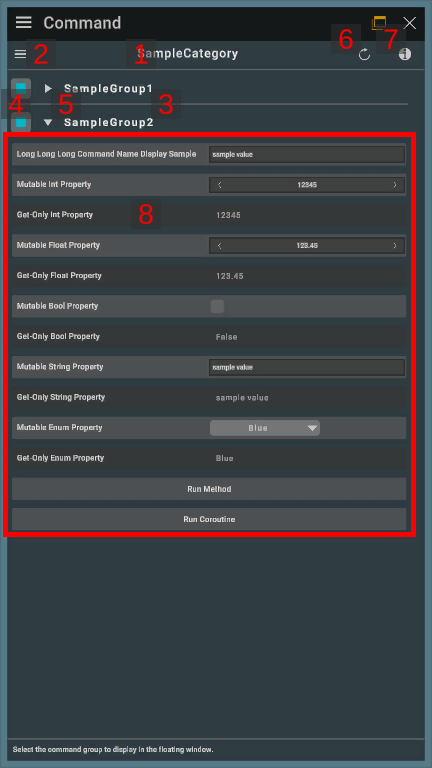 Command
6
7
2
1
SampleCategory
4
5
SampleGroup1
3
SampleGroup2
Long Long Long Command Name Display Sample sample value
Mutable Int Property 12345
Get-Only Int Property 8 12345
Mutable Float Property 123.45
Get-Only Float Property 123.45
Mutable Bool Property
Get-Only Bool Property False
Mutable String Property sample value
Get-Only String Property sample value
Mutable Enum Property Blue
Get-Only Enum Property Blue
Run Method
Run Coroutine
Select the command group to display in the floating window.